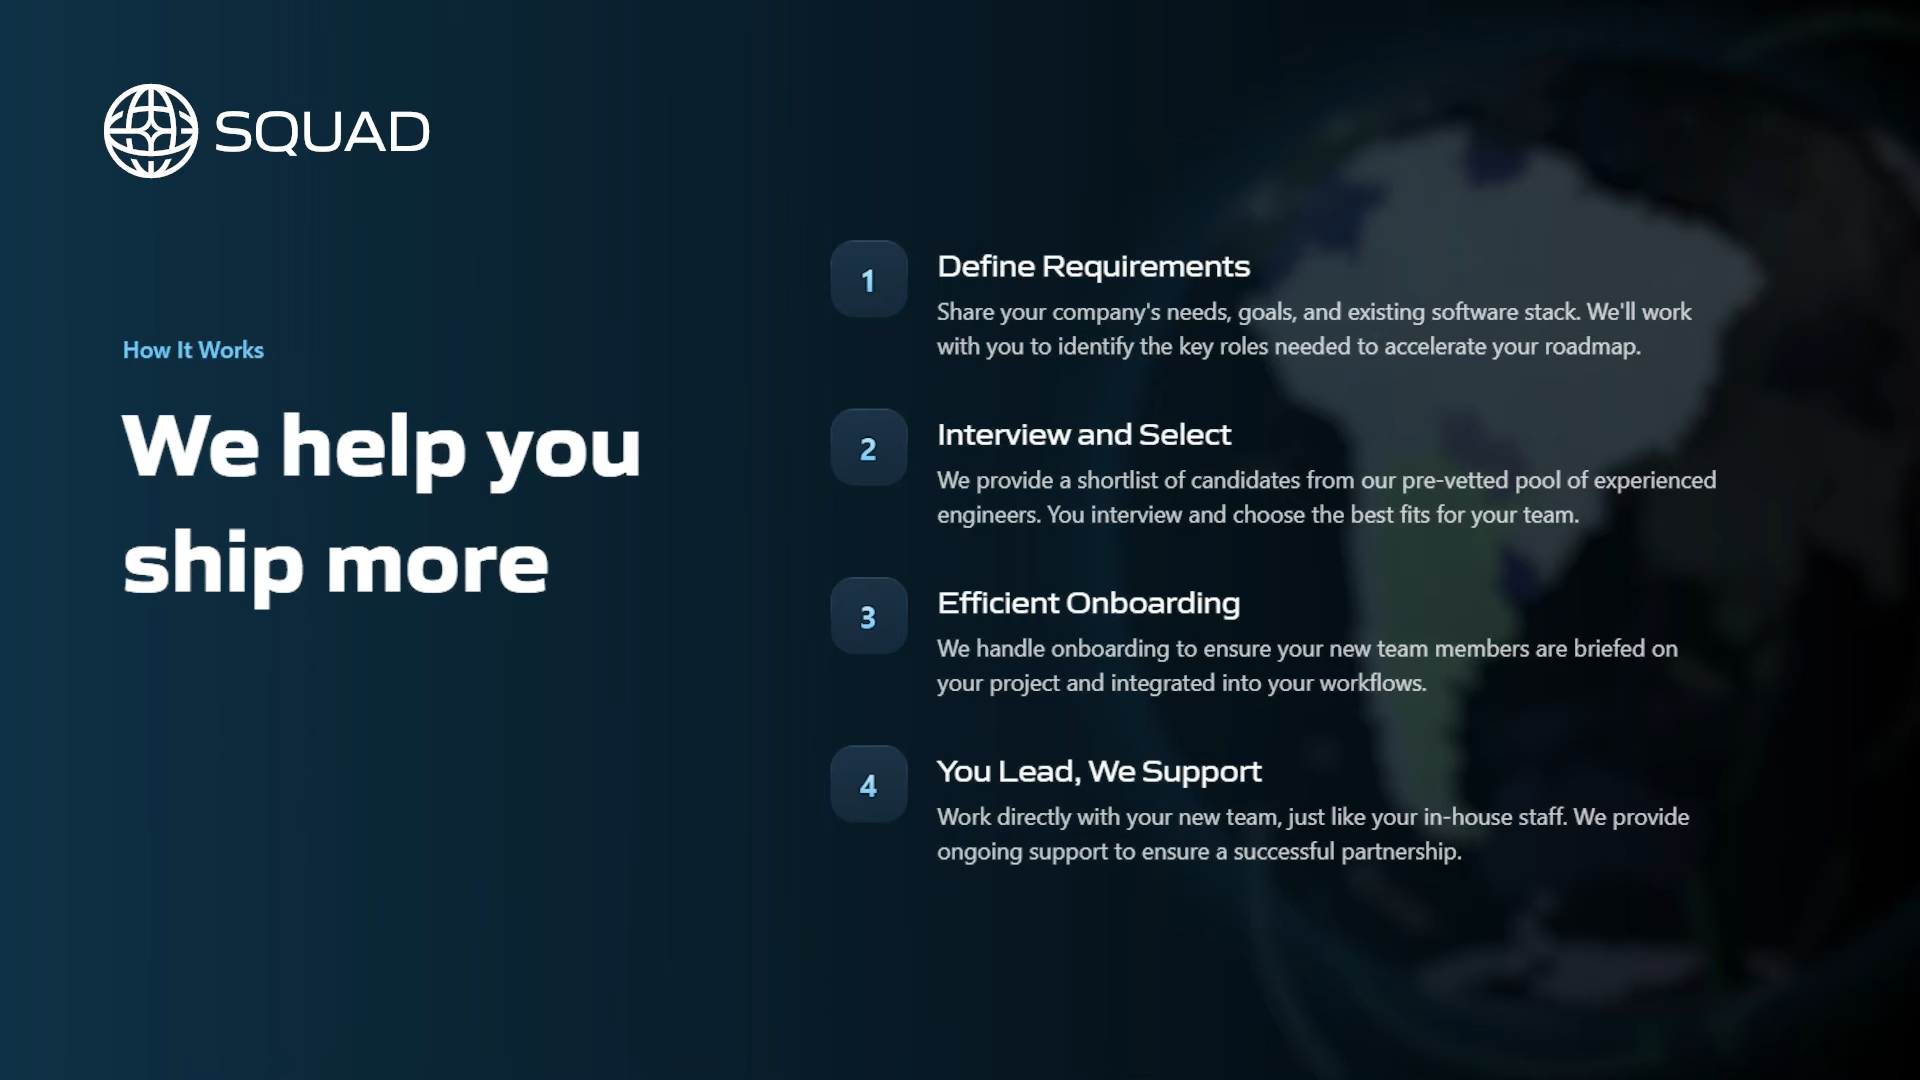 SQUAD
How It Works
We help you
ship more
1
Define Requirements
Share your company's needs, goals, and existing software stack. We'll work
with you to identify the key roles needed to accelerate your roadmap.
2
Interview and Select
We provide a shortlist of candidates from our pre-vetted pool of experienced
engineers. You interview and choose the best fits for your team.
3
Efficient Onboarding
We handle onboarding to ensure your new team members are briefed on
your project and integrated into your workflows.
4
You Lead, We Support
Work directly with your new team, just like your in-house staff. We provide
ongoing support to ensure a successful partnership.